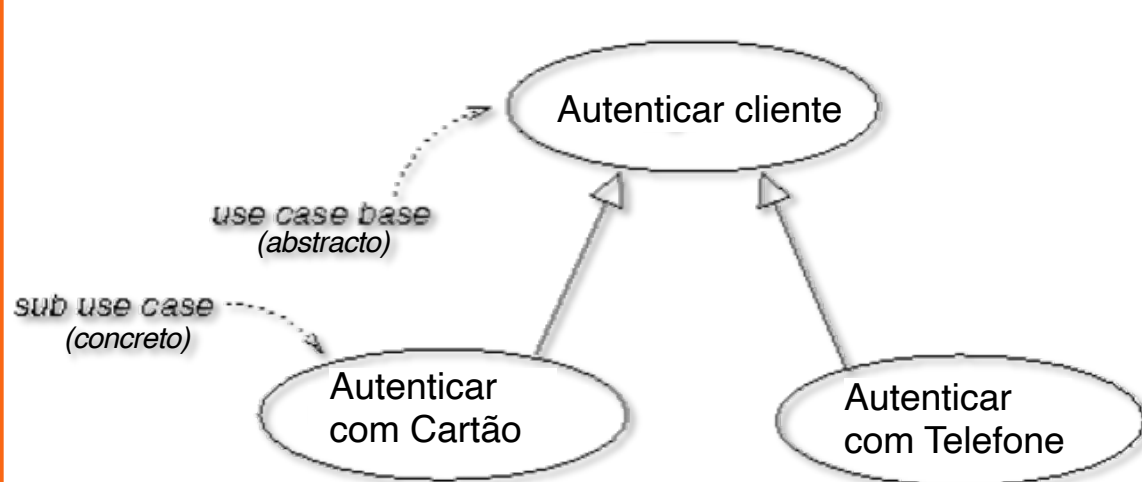 Autenticar cliente
use case base
(abstracto)
sub use case
(concreto)
Autenticar
com Cartão
Autenticar
com Telefone